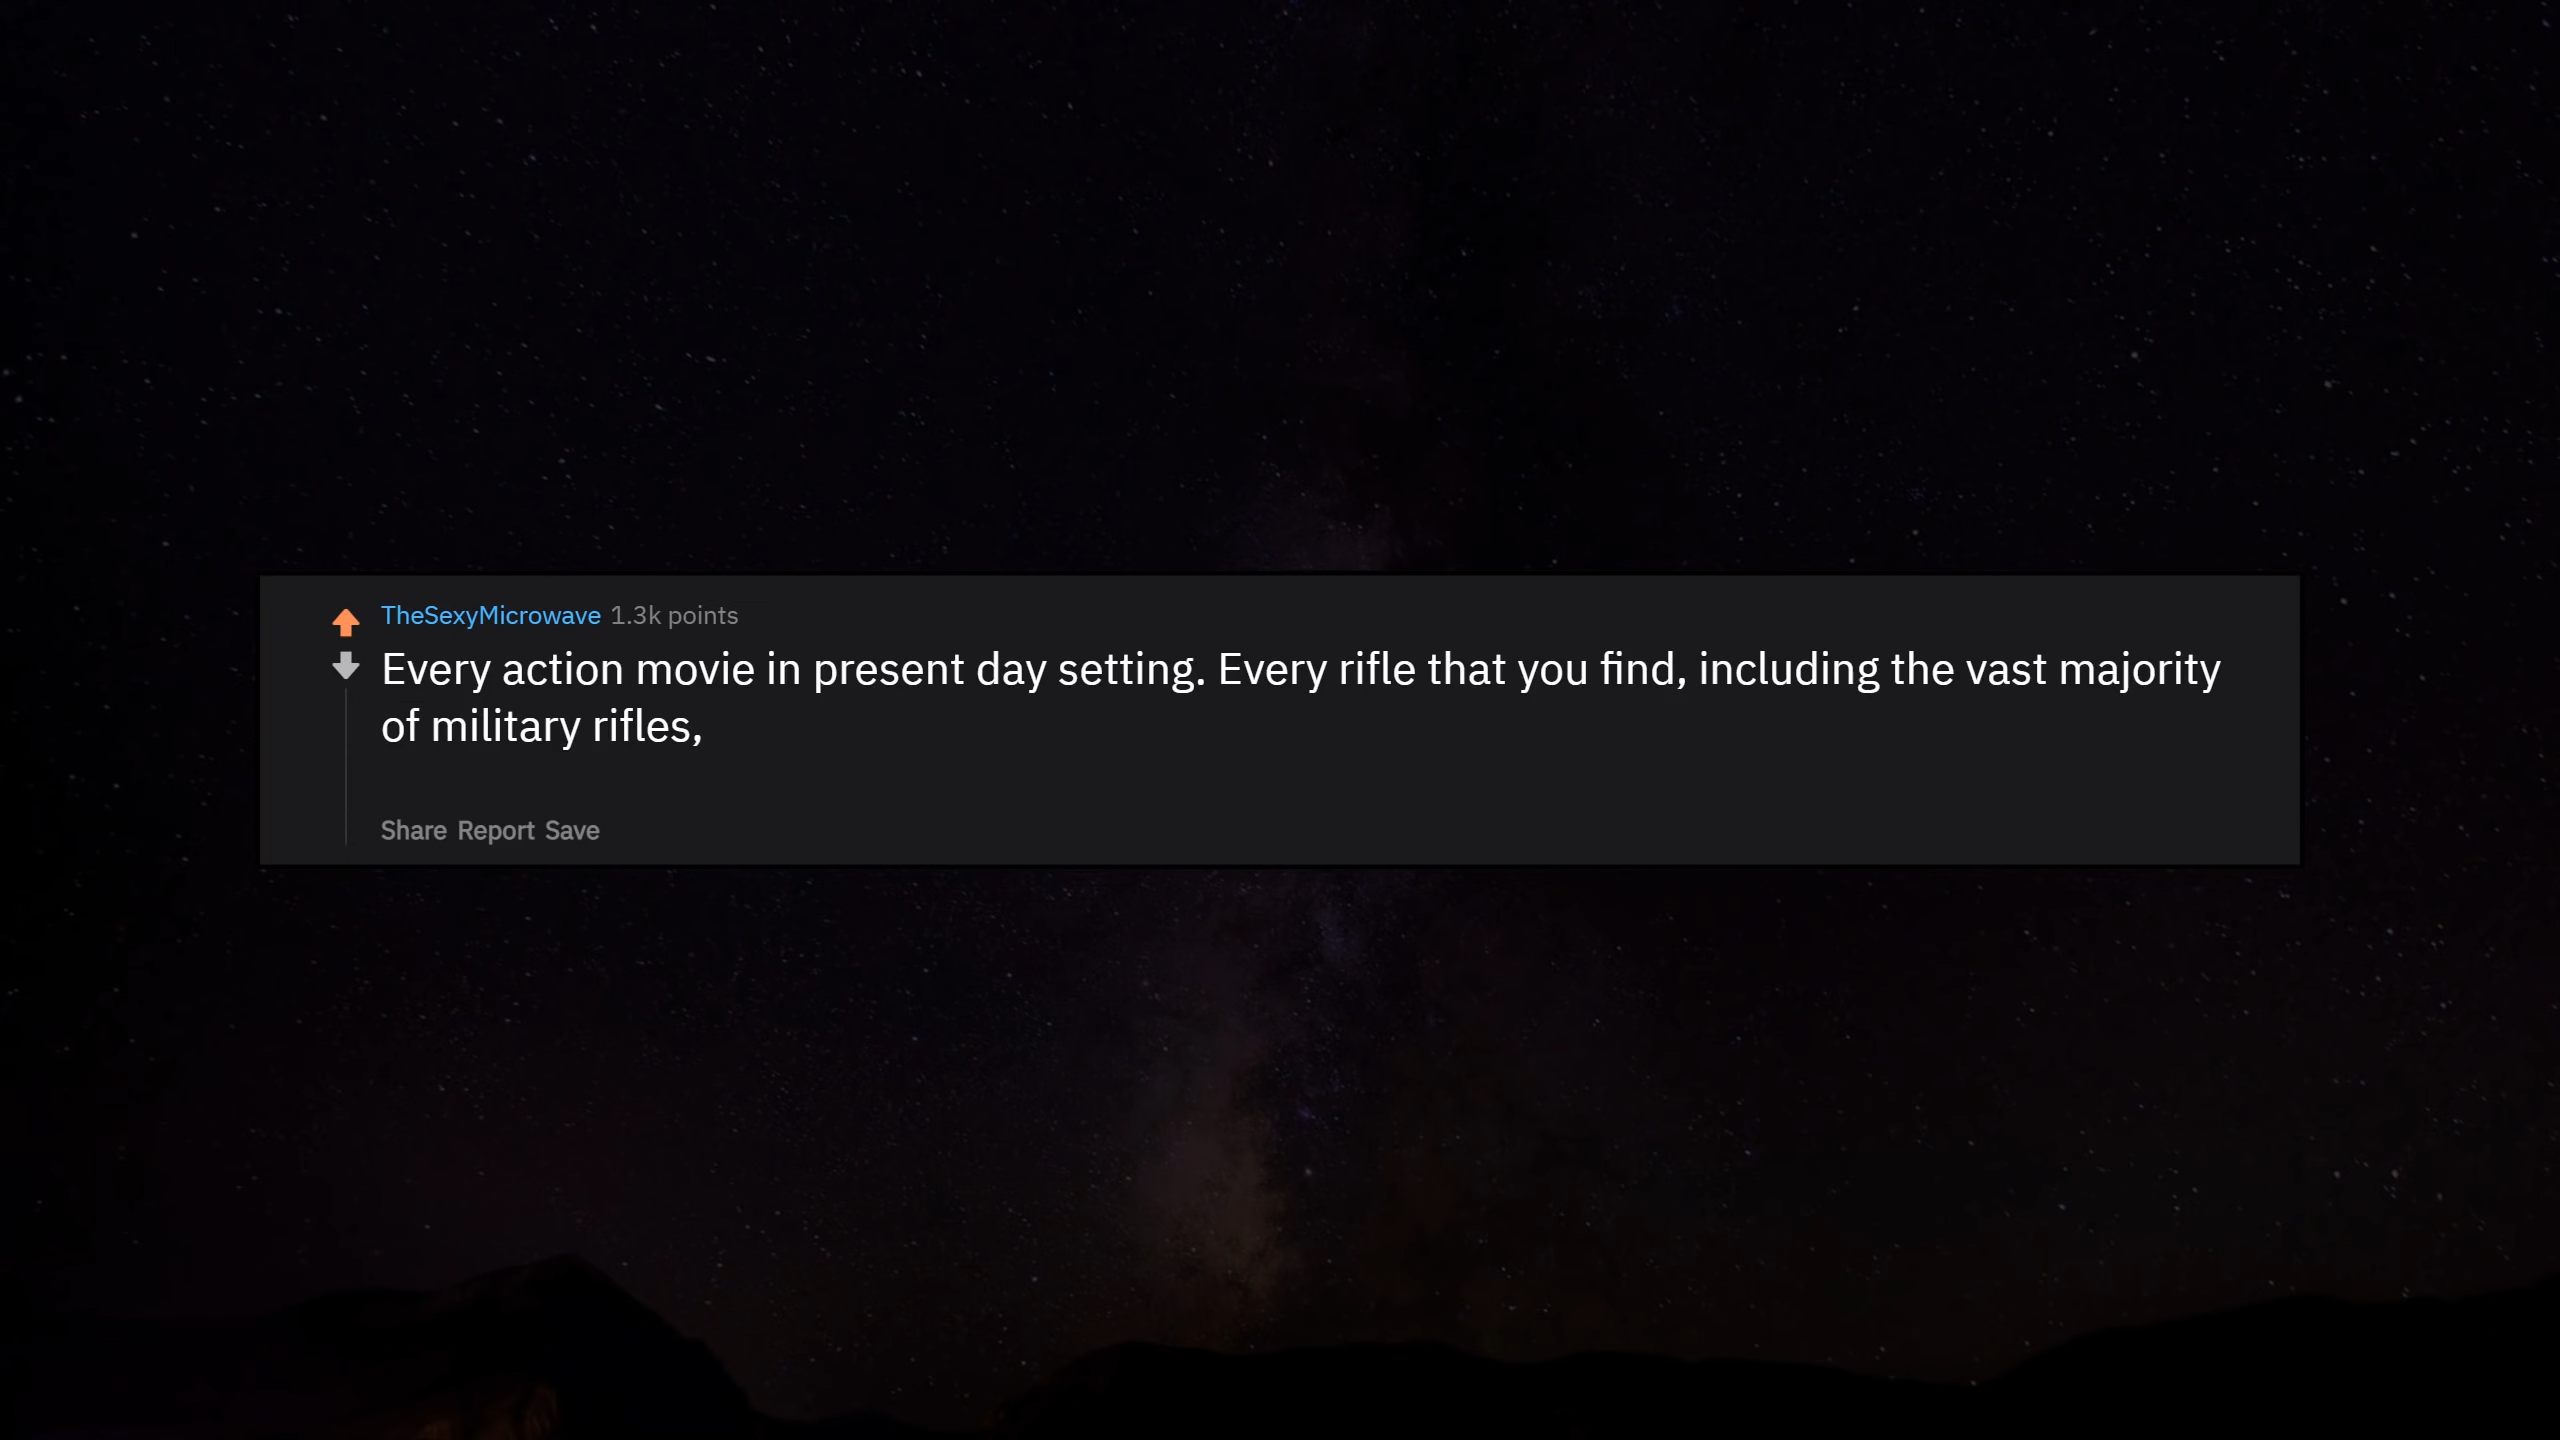 TheSexyMicrowave 1.3k points
Every action movie in present day setting. Every rifle that you find, including the vast majority
of military rifles,
Share Report Save